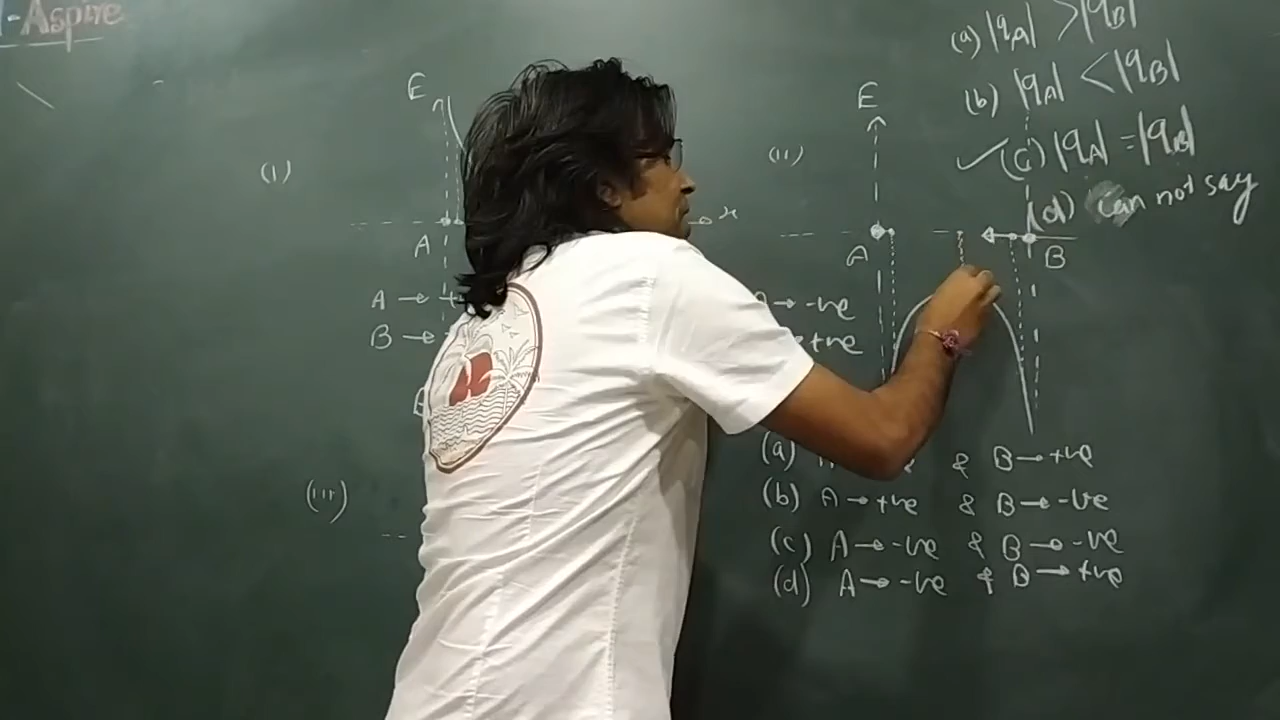 -Aspire
E
(i)
x
A
A →
B →
(iii)
(a) |qA| > |qB|
(b) |qA| < |qB|
(c) |qA| = |qB|
(d) can not say
E
(ii)
A
B
-ve
+ve
(a) & B → +ve
(b) A → +ve & B → -ve
(c) A → -ve & B → -ve
(d) A → -ve & B → +ve